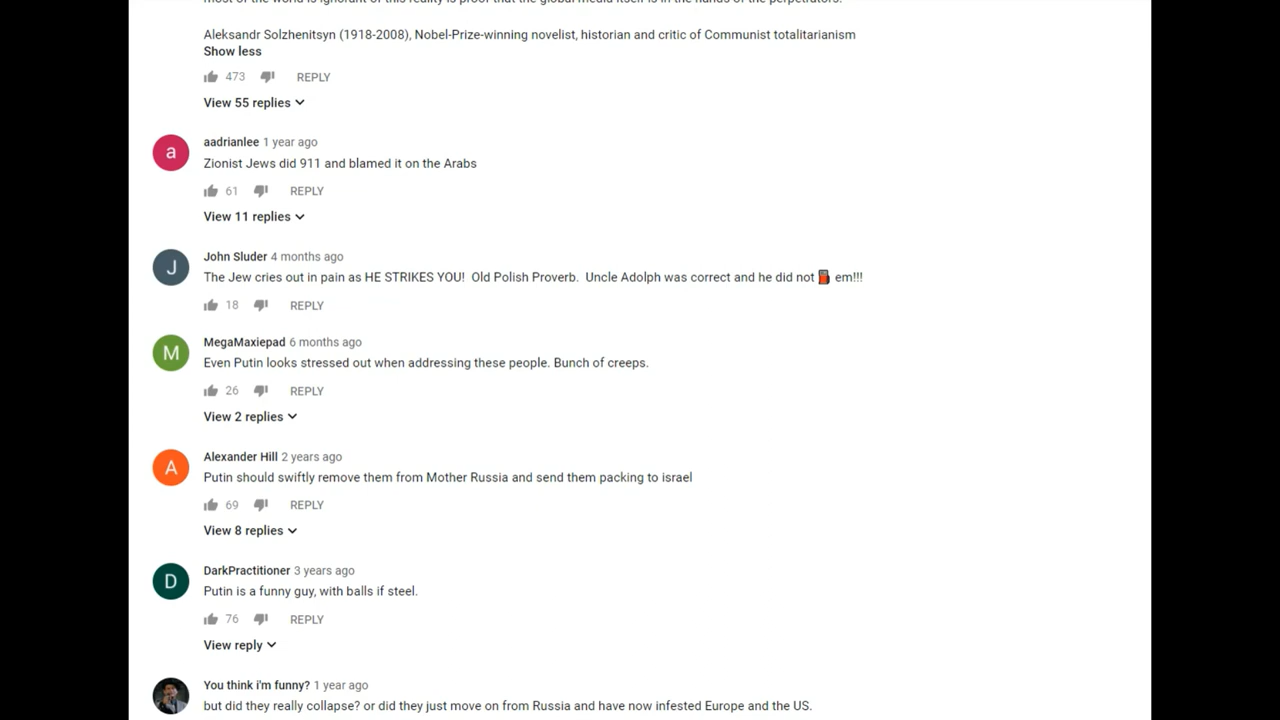 most of the world is ignorant of this reality is proof that the global media itself is in the hands of the perpetrators.
Aleksandr Solzhenitsyn (1918-2008), Nobel-Prize-winning novelist, historian and critic of Communist totalitarianism
Show less
473 REPLY
View 55 replies
a
aadrianlee 1 year ago
Zionist Jews did 911 and blamed it on the Arabs
61 REPLY
View 11 replies
J
John Sluder 4 months ago
The Jew cries out in pain as HE STRIKES YOU! Old Polish Proverb. Uncle Adolph was correct and he did not ⛽ em!!!
18 REPLY
M
MegaMaxiepad 6 months ago
Even Putin looks stressed out when addressing these people. Bunch of creeps.
26 REPLY
View 2 replies
A
Alexander Hill 2 years ago
Putin should swiftly remove them from Mother Russia and send them packing to israel
69 REPLY
View 8 replies
D
DarkPractitioner 3 years ago
Putin is a funny guy, with balls if steel.
76 REPLY
View reply
You think i'm funny? 1 year ago
but did they really collapse? or did they just move on from Russia and have now infested Europe and the US.